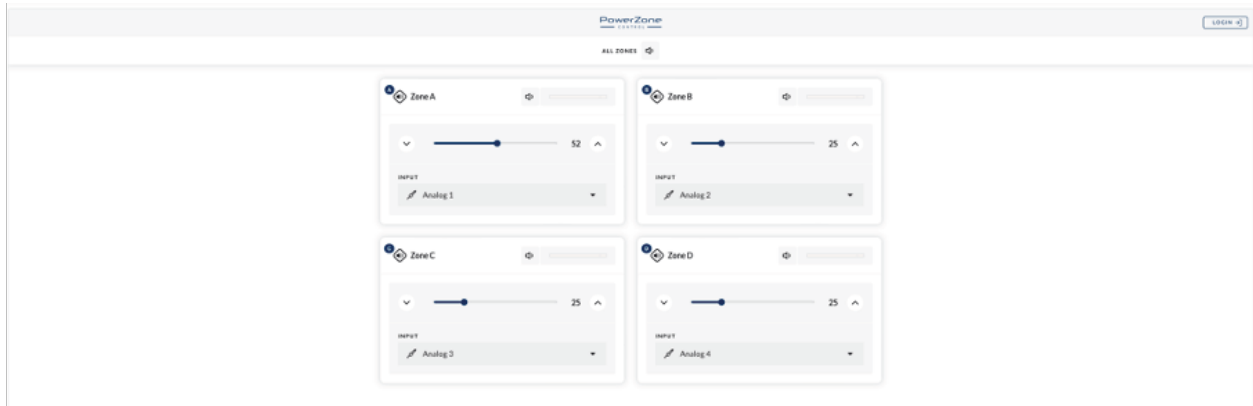 PowerZone
CONTROL
LOGIN
ALL ZONES
A
Zone A
52
INPUT
Analog 1
B
Zone B
25
INPUT
Analog 2
C
Zone C
25
INPUT
Analog 3
D
Zone D
25
INPUT
Analog 4